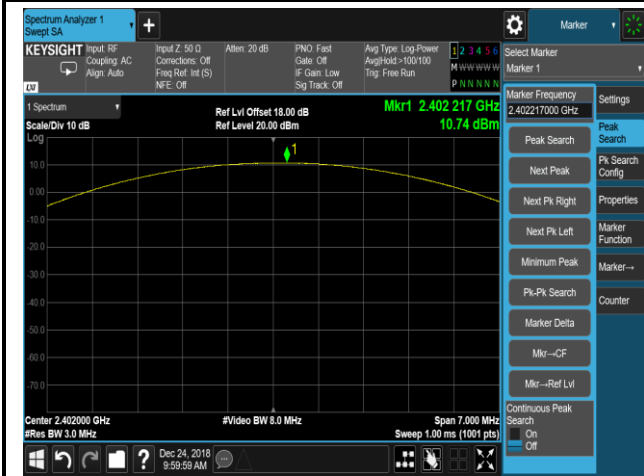 Spectrum Analyzer 1
Swept SA
Marker
KEYSIGHT
Input: RF
Coupling: AC
Align: Auto
Input Z: 50 Ω
Corrections: Off
Freq Ref: Int (S)
NFE: Off
Atten: 20 dB
PNO: Fast
Gate: Off
IF Gain: Low
Sig Track: Off
Avg Type: Log-Power
Avg|Hold:>100/100
Trig: Free Run
1 2 3 4 5 6
M W W W W W
P N N N N N
LXI
Select Marker
Marker 1
1 Spectrum
Scale/Div 10 dB
Log
Ref Lvl Offset 18.00 dB
Ref Level 20.00 dBm
Mkr1 2.402 217 GHz
10.74 dBm
1
10.0
0.00
-10.0
-20.0
-30.0
-40.0
-50.0
-60.0
-70.0
Center 2.402000 GHz
#Res BW 3.0 MHz
#Video BW 8.0 MHz
Span 7.000 MHz
Sweep 1.00 ms (1001 pts)
Marker Frequency
2.402217000 GHz
Peak Search
Next Peak
Next Pk Right
Next Pk Left
Minimum Peak
Pk-Pk Search
Marker Delta
Mkr→CF
Mkr→Ref Lvl
Continuous Peak
Search
On
Off
Settings
Peak
Search
Pk Search
Config
Properties
Marker
Function
Marker→
Counter
Dec 24, 2018
9:59:59 AM